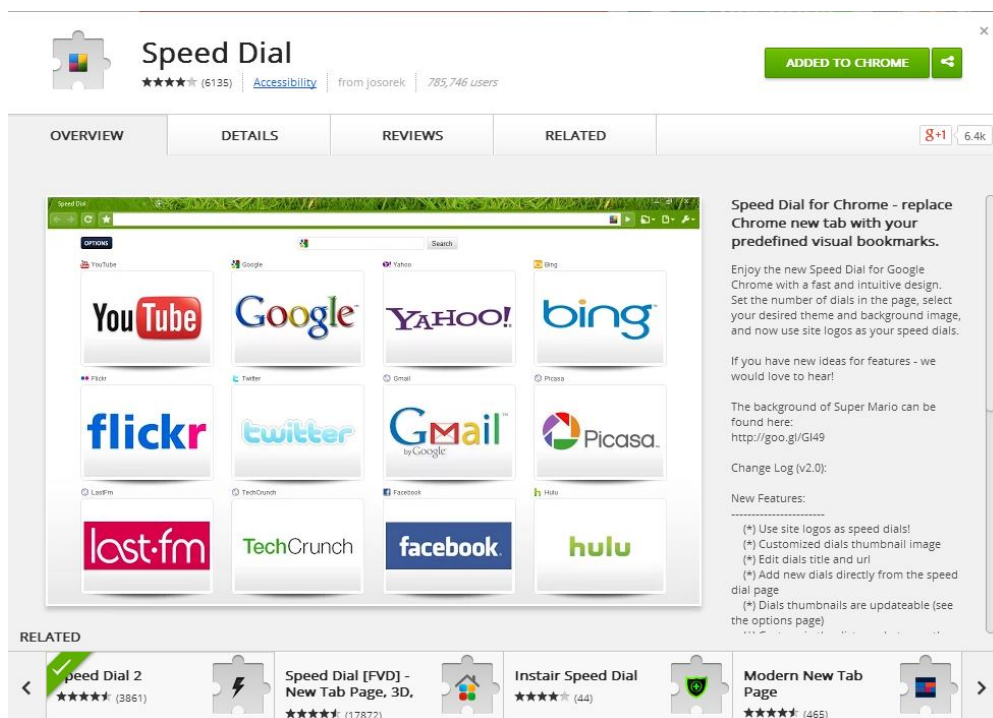 Speed Dial
(6135) Accessibility from josorek 785,746 users
ADDED TO CHROME
OVERVIEW DETAILS REVIEWS RELATED
g+1 6.4k
Speed Dial
OPTIONS
Search
YouTube Google Yahoo Bing
You Tube Google YAHOO! bing
Flickr Twitter Gmail Picasa
flickr twitter Gmail by Google Picasa
LastFm TechCrunch Facebook Hulu
last.fm TechCrunch facebook hulu
Speed Dial for Chrome - replace
Chrome new tab with your
predefined visual bookmarks.
Enjoy the new Speed Dial for Google
Chrome with a fast and intuitive design.
Set the number of dials in the page, select
your desired theme and background image,
and now use site logos as your speed dials.
If you have new ideas for features - we
would love to hear!
The background of Super Mario can be
found here:
http://goo.gl/GI49
Change Log (v2.0):
New Features:
-----------------------
(*) Use site logos as speed dials!
(*) Customized dials thumbnail image
(*) Edit dials title and url
(*) Add new dials directly from the speed
dial page
(*) Dials thumbnails are updateable (see
the options page)
RELATED
peed Dial 2
(3861)
Speed Dial [FVD] -
New Tab Page, 3D,
(17872)
Instair Speed Dial
(44)
Modern New Tab
Page
(465)